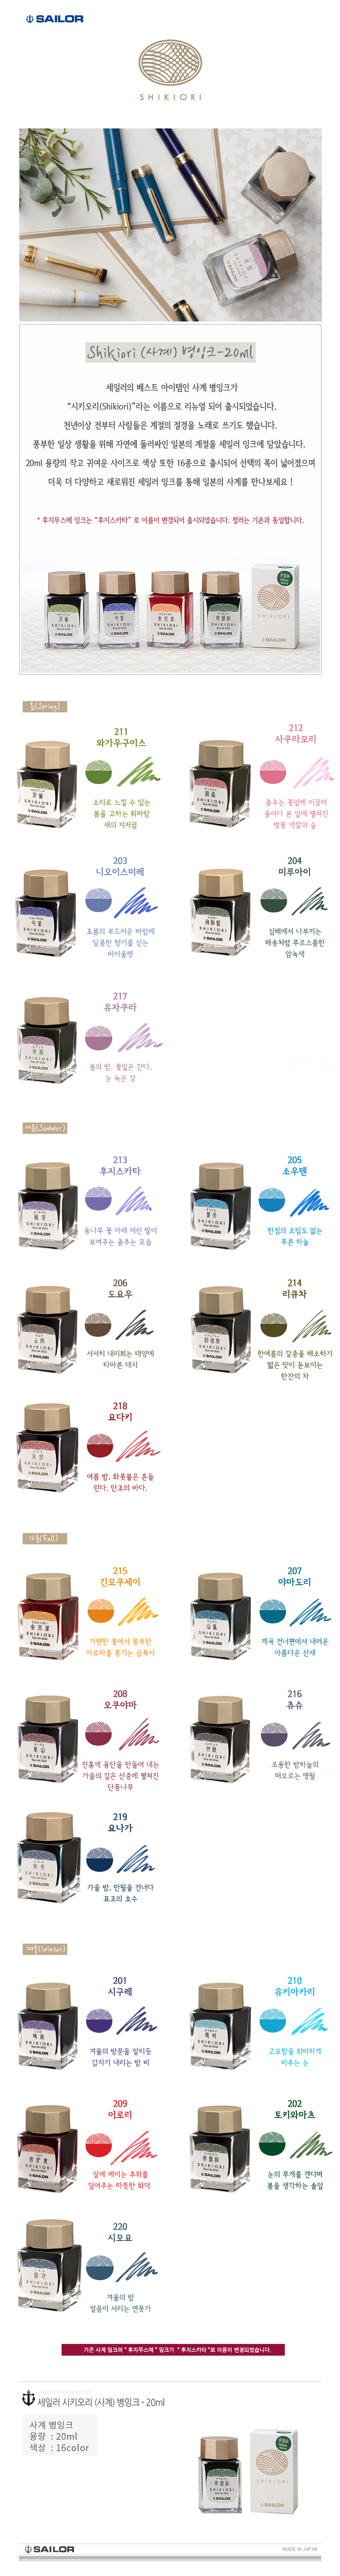 SAILOR
SHIKIORI
Shikiori (사계) 병잉크-20ml
세일러의 베스트 아이템인 사계 병잉크가
“시키오리(Shikiori)”라는 이름으로 리뉴얼 되어 출시되었습니다.
천년이상 전부터 사람들은 계절의 절경을 노래로 쓰기도 했습니다.
풍부한 일상 생활을 위해 자연에 둘러싸인 일본의 계절을 세일러 잉크에 담았습니다.
20ml 용량의 작고 귀여운 사이즈로 색상 또한 16종으로 출시되어 선택의 폭이 넓어졌으며
더욱 더 다양하고 새로워진 세일러 잉크를 통해 일본의 사계를 만나보세요 !
* 후지무스메 잉크는 “후지스카타” 로 이름이 변경되어 출시되었습니다. 컬러는 기존과 동일합니다.
봄(Spring)
211
와가우구이스
소리로 느낄 수 있는
봄을 고하는 휘파람
새의 지저귐
212
사쿠라모리
춤추는 꽃잎에 이끌려
올려다 본 앞에 펼쳐진
벚꽃 색깔의 숲
203
니오이스미레
초봄의 부드러운 바람에
달콤한 향기를 싣는
바이올렛
204
미루아이
심해에서 나부끼는
해송처럼 푸르스름한
암녹색
217
유자쿠라
봄의 밤, 꽃잎은 간다.
눈 녹은 강
여름(Summer)
213
후지스카타
등나무 꽃 아래 여린 딸이
보여주는 춤추는 모습
205
소우텐
한점의 흐림도 없는
푸른 하늘
206
도요우
서서히 내리쬐는 태양에
타마른 대지
214
리큐차
한여름의 갈증을 해소하기
떫은 맛이 돋보이는
한잔의 차
218
요다키
여름 밤, 화톳불은 흔들
린다. 만조의 바다.
가을(Fall)
215
긴모쿠세이
가련한 꽃에서 풍부한
아로마를 풍기는 금목서
207
야마도리
계곡 건너편에서 내려온
아름다운 산새
208
오쿠야마
진홍색 융단을 만들어 내는
가을의 깊은 산중에 펼쳐진
단풍나무
216
츄슈
조용한 밤하늘의
떠오르는 명월
219
요나가
가을 밤, 만월을 건너다
표조의 호수
겨울(Winter)
201
시구레
겨울의 방문을 알리듯
갑자기 내리는 밤 비
210
유키아카리
고요함을 희미하게
비추는 눈
209
이로리
살에 에이는 추위를
덜어주는 따뜻한 화덕
202
토키와마츠
눈의 무게를 견디며
봄을 생각하는 솔잎
220
시모요
겨울의 밤
얼음이 서리는 연못가
기존 사계 잉크의 " 후지무스메 " 잉크가 " 후지스카타 "로 이름이 변경되었습니다.
세일러 시키오리 (사계) 병잉크 - 20ml
사계 병잉크
용량 : 20ml
색상 : 16color
SHIKIORI
SAILOR
SAILOR
MADE IN JAPAN